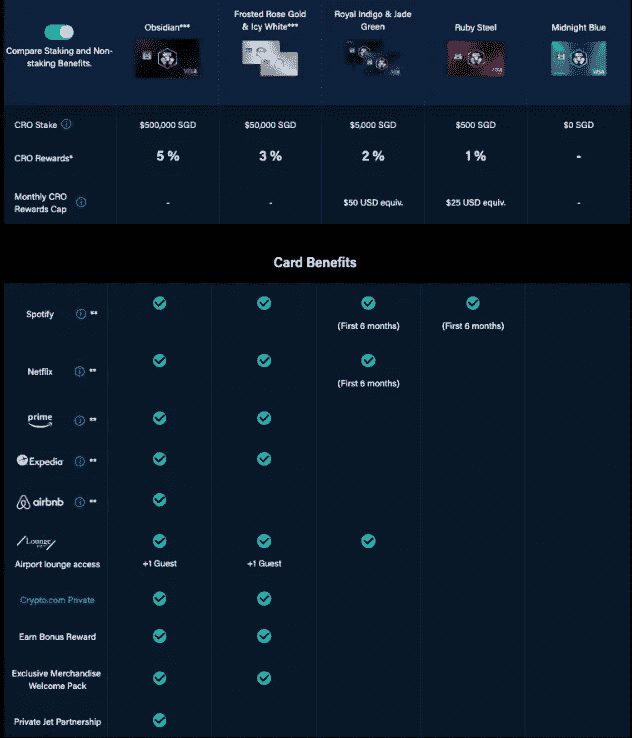 Obsidian***
Frosted Rose Gold
& Icy White***
Royal Indigo & Jade
Green
Ruby Steel
Midnight Blue
Compare Staking and Non-
staking Benefits.
VISA
VISA
CRO Stake
$500,000 SGD
$50,000 SGD
$5,000 SGD
$500 SGD
$0 SGD
CRO Rewards*
5 %
3 %
2 %
1 %
-
Monthly CRO
Rewards Cap
-
-
$50 USD equiv.
$25 USD equiv.
-
Card Benefits
Spotify
**
(First 6 months)
(First 6 months)
Netflix
**
(First 6 months)
prime
**
Expedia
**
airbnb
**
Lounge
Airport lounge access
+1 Guest
+1 Guest
Crypto.com Private
Earn Bonus Reward
Exclusive Merchandise
Welcome Pack
Private Jet Partnership